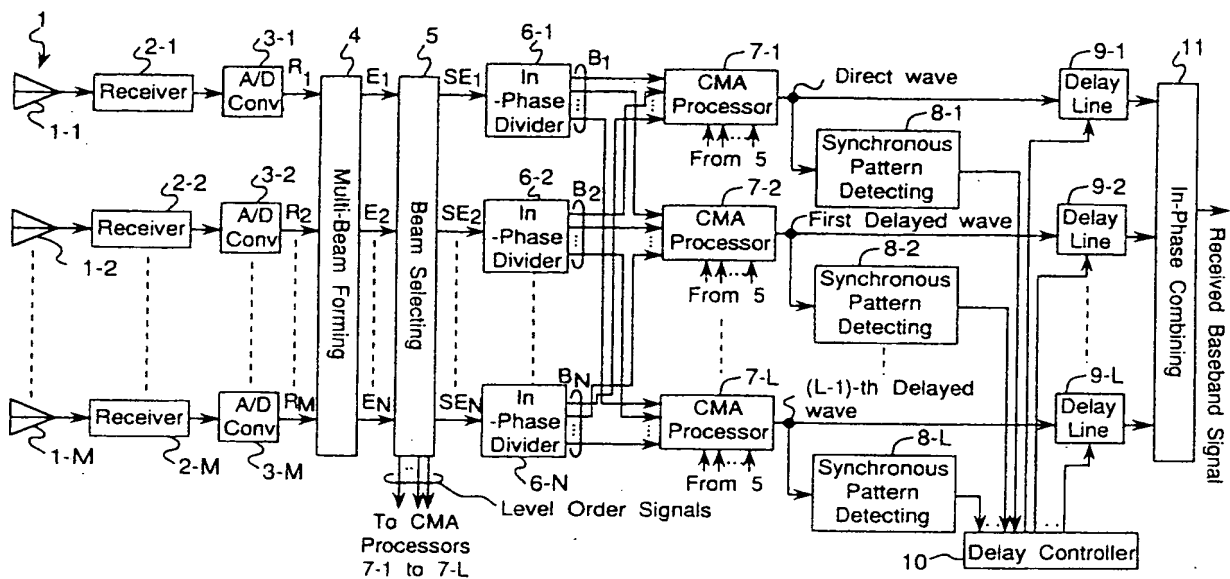 1
2-1
3-1
4
5
6-1
7-1
9-1
11
Receiver
A/D
Conv
R1
E1
SE1
In
-Phase
Divider
B1
CMA
Processor
Direct wave
Delay
Line
1-1
From 5
8-1
Synchronous
Pattern
Detecting
2-2
3-2
6-2
7-2
9-2
Receiver
A/D
Conv
R2
E2
SE2
In
-Phase
Divider
B2
CMA
Processor
First Delayed wave
Delay
Line
1-2
From 5
8-2
Synchronous
Pattern
Detecting
Multi-Beam Forming
Beam Selecting
In-Phase Combining
Received Baseband Signal
Receiver
A/D
Conv
RM
EN
SEN
In
-Phase
Divider
BN
7-L
CMA
Processor
(L-1)-th Delayed
wave
9-L
Delay
Line
1-M
2-M
3-M
6-N
From 5
8-L
Synchronous
Pattern
Detecting
Level Order Signals
To CMA
Processors
7-1 to 7-L
10
Delay Controller